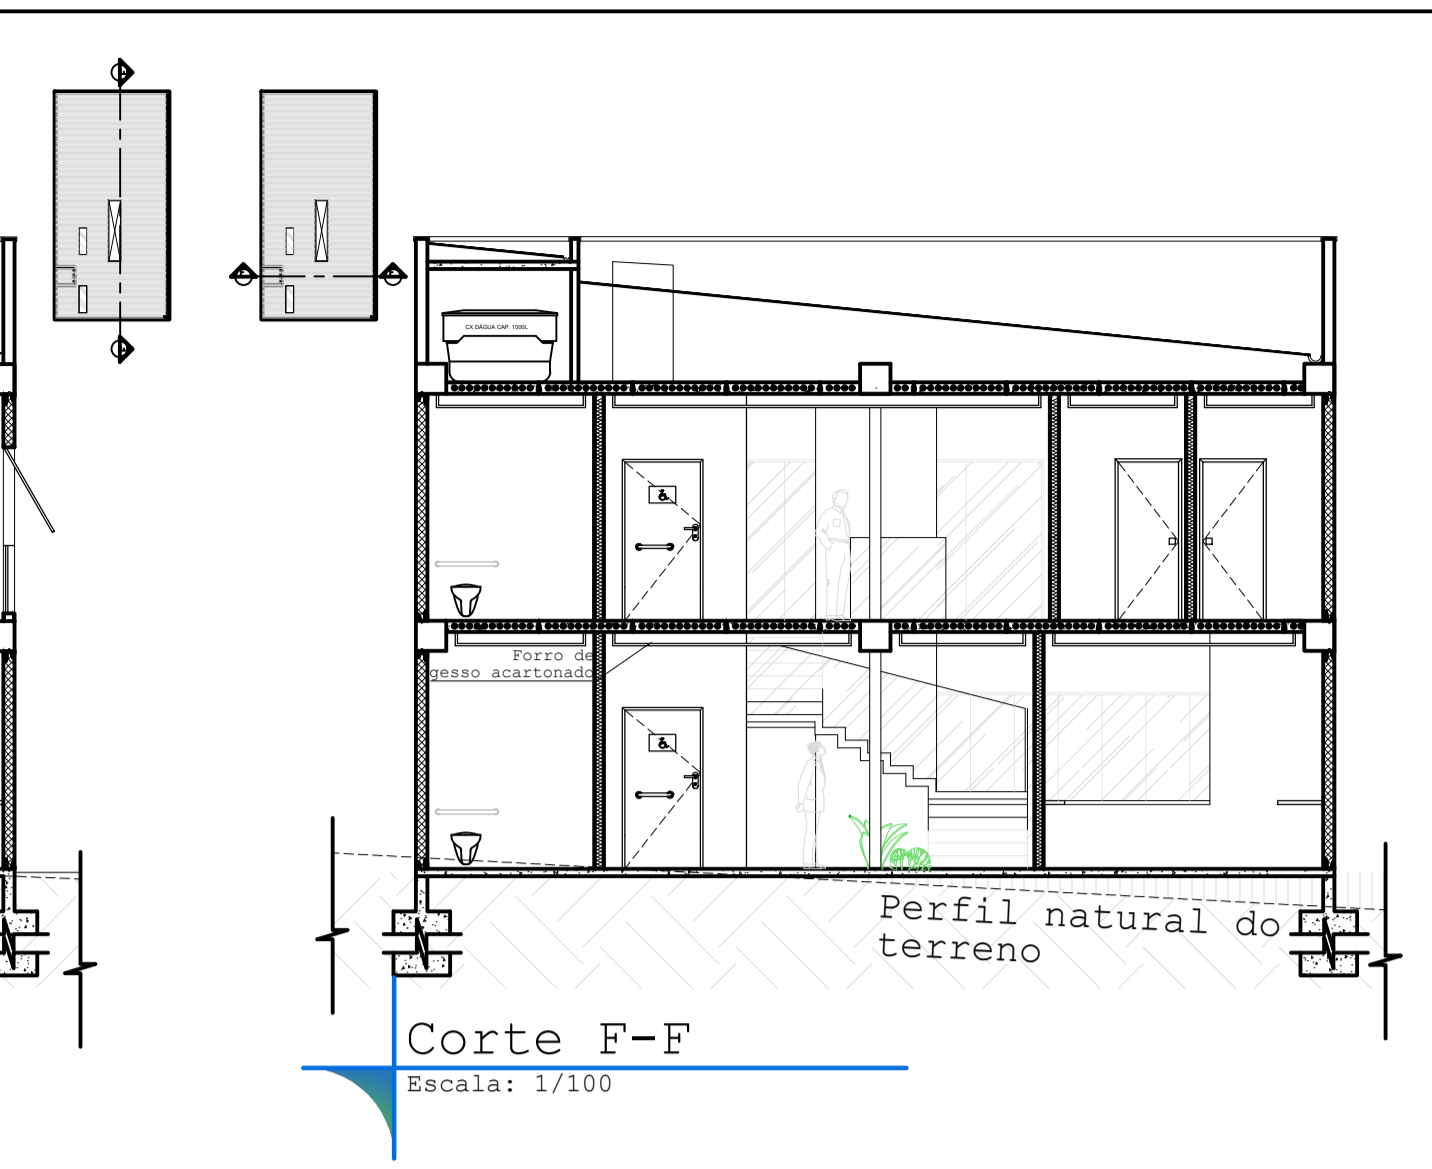 CX DÁGUA CAP. 1000L
Forro de
gesso acartonado
Perfil natural do
terreno
Corte F-F
Escala: 1/100